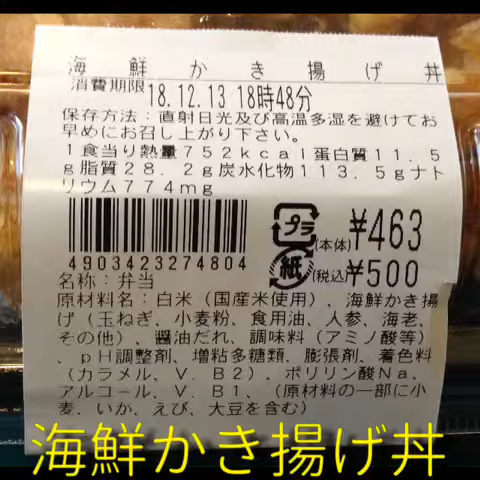 海鮮かき揚げ丼
消費期限 18.12.13 18時48分
保存方法：直射日光及び高温多湿を避けてお
早めにお召し上がり下さい。
1食当り熱量752kcal蛋白質11.5
g脂質28.2g炭水化物113.5gナト
リウム774mg
プラ
(本体) ¥463
紙
(税込) ¥500
4903423274804
名称：弁当
原材料名：白米（国産米使用）、海鮮かき揚
げ（玉ねぎ、小麦粉、食用油、人参、海老、
その他）、醤油だれ、調味料（アミノ酸等）
、pH調整剤、増粘多糖類、膨張剤、着色料
（カラメル、V．B2）、ポリリン酸Na、
アルコール、V．B1、（原材料の一部に小
麦、いか、えび、大豆を含む）
海鮮かき揚げ丼